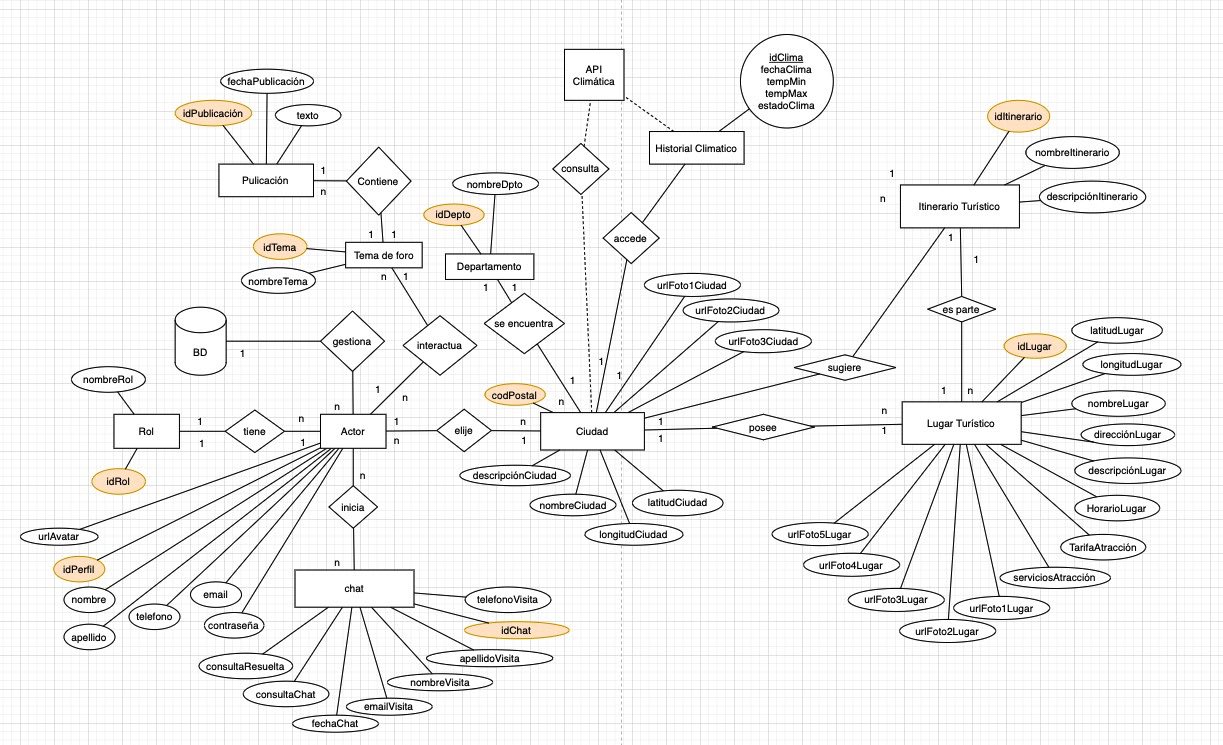 API
Climática
idClima
fechaClima
tempMin
tempMax
estadoClima
fechaPublicación
idPublicación
texto
Historial Climatico
idItinerario
nombreItinerario
descripciónItinerario
Itinerario Turístico
1
n
Pulicación
1
n
Contiene
consulta
nombreDpto
idDepto
accede
1
1
idTema
nombreTema
Tema de foro
n
1
Departamento
1
1
1
1
urlFoto1Ciudad
urlFoto2Ciudad
urlFoto3Ciudad
es parte
BD
1
gestiona
interactua
se encuentra
latitudLugar
idLugar
longitudLugar
sugiere
nombreRol
1
n
n
codPostal
1
n
1
1
1
n
nombreLugar
Rol
1
1
tiene
n
1
Actor
1
n
elije
n
1
Ciudad
1
1
posee
n
1
Lugar Turístico
direcciónLugar
descripciónLugar
idRol
n
inicia
n
descripciónCiudad
nombreCiudad
latitudCiudad
longitudCiudad
HorarioLugar
urlAvatar
urlFoto5Lugar
TarifaAtracción
idPerfil
urlFoto4Lugar
serviciosAtracción
nombre
email
telefono
contraseña
apellido
chat
telefonoVisita
idChat
urlFoto3Lugar
urlFoto1Lugar
urlFoto2Lugar
apellidoVisita
consultaResuelta
nombreVisita
consultaChat
emailVisita
fechaChat